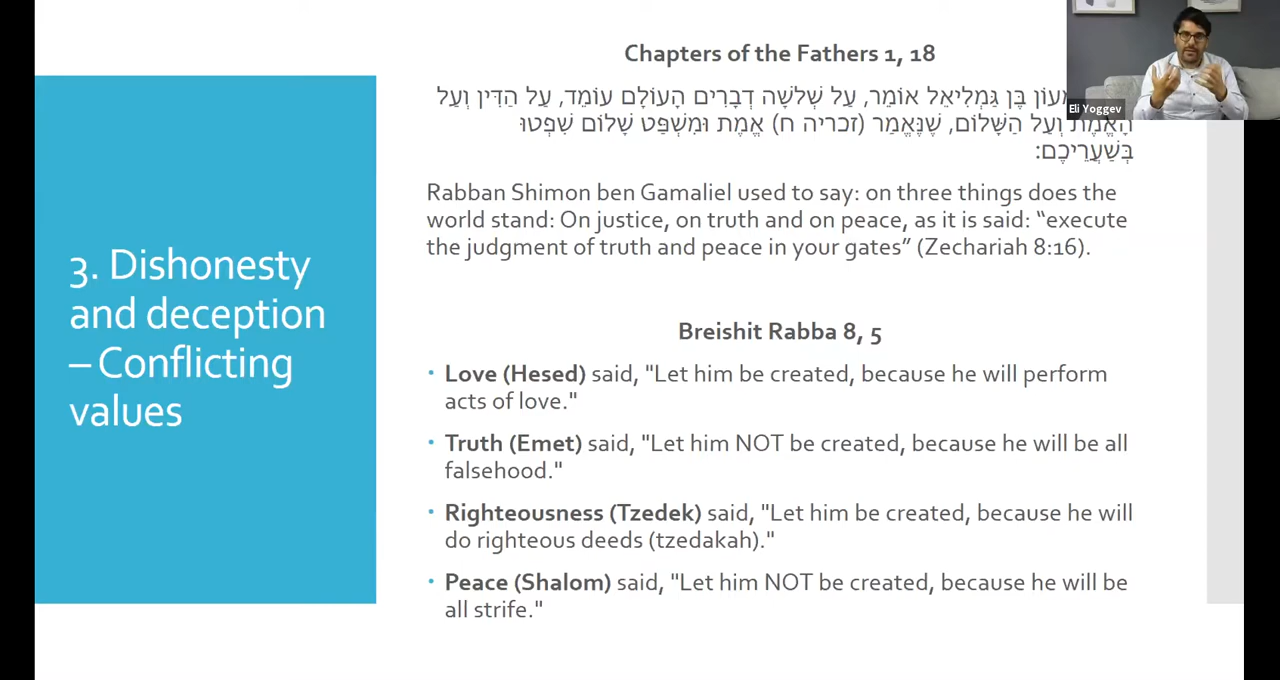 3. Dishonesty
and deception
– Conflicting
values
Chapters of the Fathers 1, 18
בֶּן גַּמְלִיאֵל אוֹמֵר, עַל שְׁלשָׁה דְבָרִים הָעוֹלָם עוֹמֵד, עַל הַדִּין וְעַל
הָאֱמֶת וְעַל הַשָּׁלוֹם, שֶׁנֶּאֱמַר (זכריה ח) אֱמֶת וּמִשְׁפַּט שָׁלוֹם שִׁפְטוּ
בְּשַׁעֲרֵיכֶם:
Rabban Shimon ben Gamaliel used to say: on three things does the
world stand: On justice, on truth and on peace, as it is said: “execute
the judgment of truth and peace in your gates” (Zechariah 8:16).
Breishit Rabba 8, 5
• Love (Hesed) said, "Let him be created, because he will perform
acts of love."
• Truth (Emet) said, "Let him NOT be created, because he will be all
falsehood."
• Righteousness (Tzedek) said, "Let him be created, because he will
do righteous deeds (tzedakah)."
• Peace (Shalom) said, "Let him NOT be created, because he will be
all strife."
Eli Yoggev